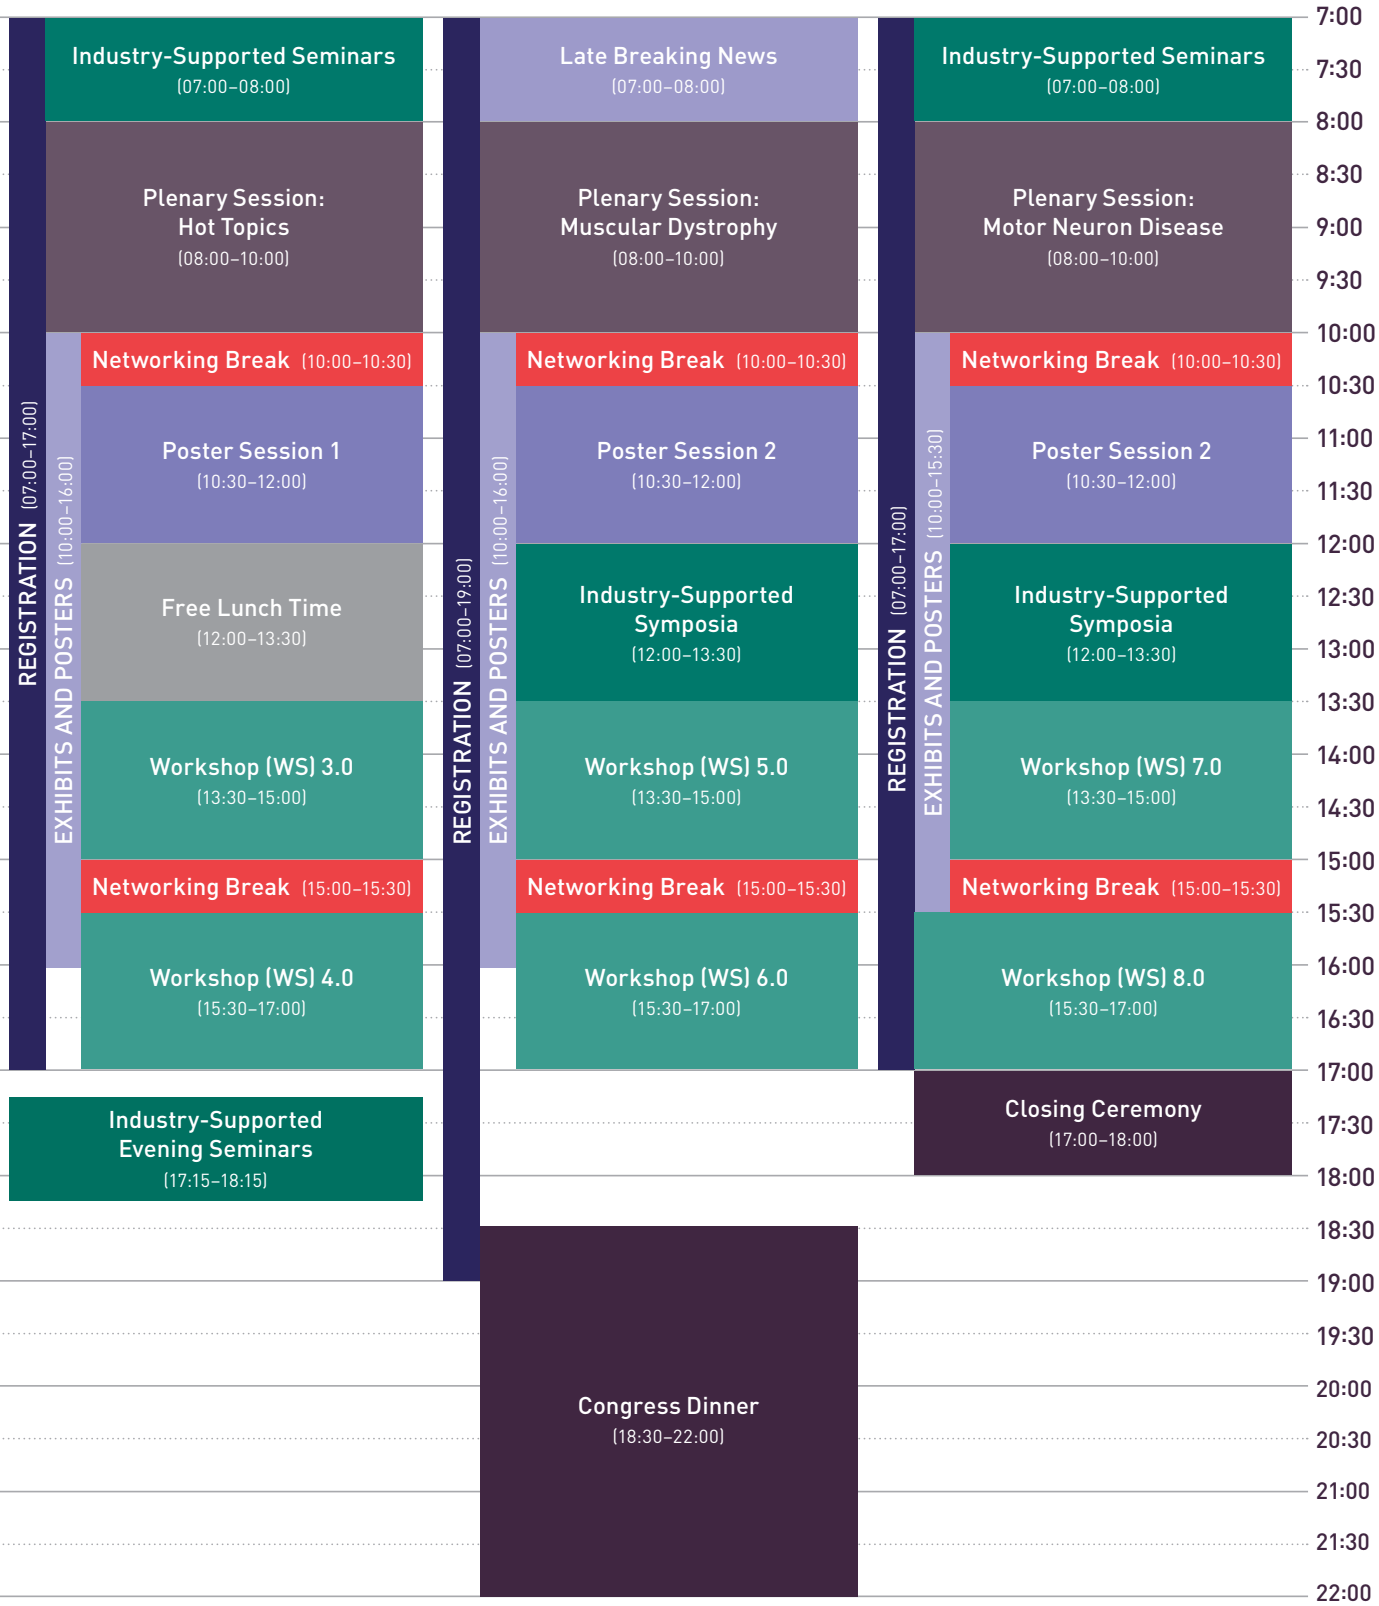 REGISTRATION (07:00–17:00)
Industry-Supported Seminars
(07:00–08:00)
Plenary Session:
Hot Topics
(08:00–10:00)
EXHIBITS AND POSTERS (10:00–16:00)
Networking Break (10:00–10:30)
Poster Session 1
(10:30–12:00)
Free Lunch Time
(12:00–13:30)
Workshop (WS) 3.0
(13:30–15:00)
Networking Break (15:00–15:30)
Workshop (WS) 4.0
(15:30–17:00)
Industry-Supported
Evening Seminars
(17:15–18:15)
REGISTRATION (07:00–19:00)
Late Breaking News
(07:00–08:00)
Plenary Session:
Muscular Dystrophy
(08:00–10:00)
EXHIBITS AND POSTERS (10:00–16:00)
Networking Break (10:00–10:30)
Poster Session 2
(10:30–12:00)
Industry-Supported
Symposia
(12:00–13:30)
Workshop (WS) 5.0
(13:30–15:00)
Networking Break (15:00–15:30)
Workshop (WS) 6.0
(15:30–17:00)
Congress Dinner
(18:30–22:00)
REGISTRATION (07:00–17:00)
Industry-Supported Seminars
(07:00–08:00)
Plenary Session:
Motor Neuron Disease
(08:00–10:00)
EXHIBITS AND POSTERS (10:00–15:30)
Networking Break (10:00–10:30)
Poster Session 2
(10:30–12:00)
Industry-Supported
Symposia
(12:00–13:30)
Workshop (WS) 7.0
(13:30–15:00)
Networking Break (15:00–15:30)
Workshop (WS) 8.0
(15:30–17:00)
Closing Ceremony
(17:00–18:00)
7:00
7:30
8:00
8:30
9:00
9:30
10:00
10:30
11:00
11:30
12:00
12:30
13:00
13:30
14:00
14:30
15:00
15:30
16:00
16:30
17:00
17:30
18:00
18:30
19:00
19:30
20:00
20:30
21:00
21:30
22:00